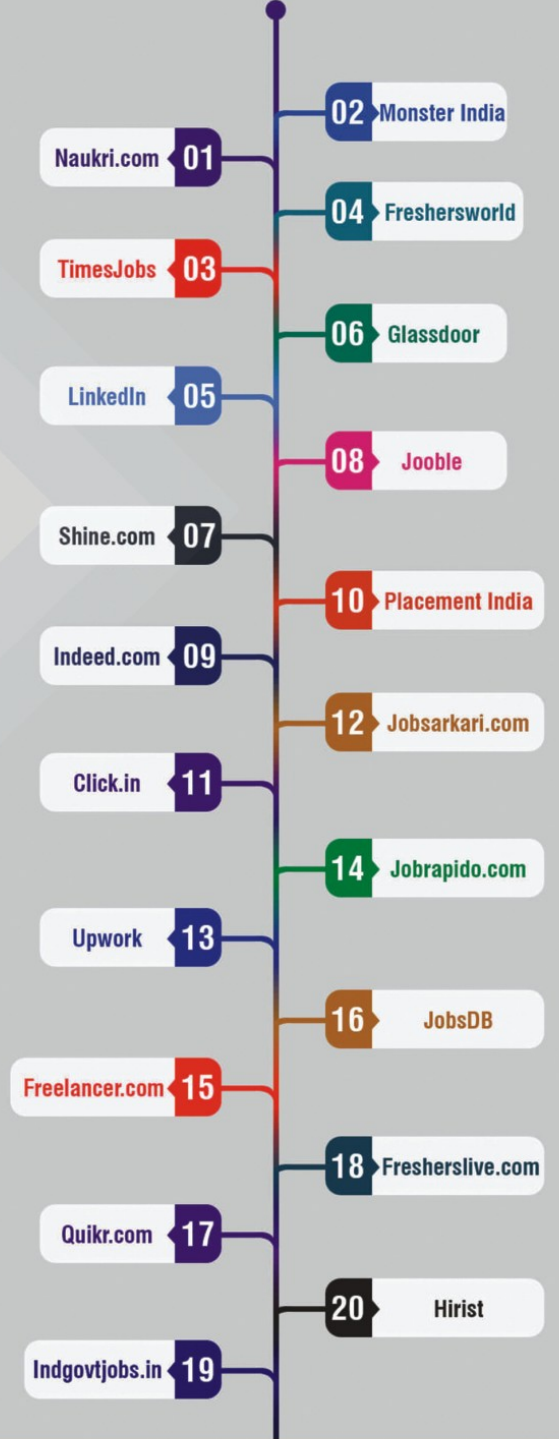 02 Monster India
Naukri.com 01
04 Freshersworld
TimesJobs 03
06 Glassdoor
LinkedIn 05
08 Jooble
Shine.com 07
10 Placement India
Indeed.com 09
12 Jobsarkari.com
Click.in 11
14 Jobrapido.com
Upwork 13
16 JobsDB
Freelancer.com 15
18 Fresherslive.com
Quikr.com 17
20 Hirist
Indgovtjobs.in 19